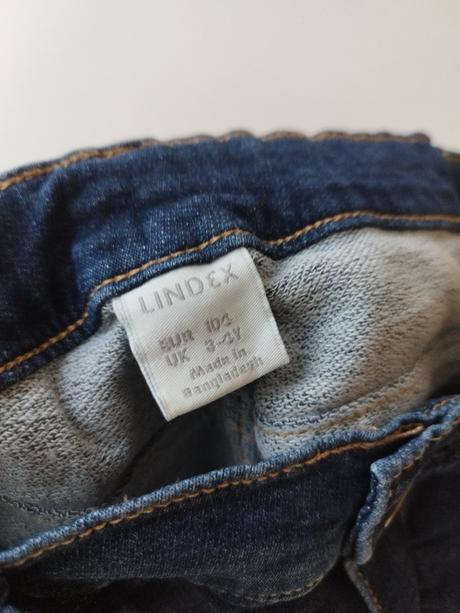 LINDEX
EUR 104
UK 3-4Y
Made in
Bangladesh